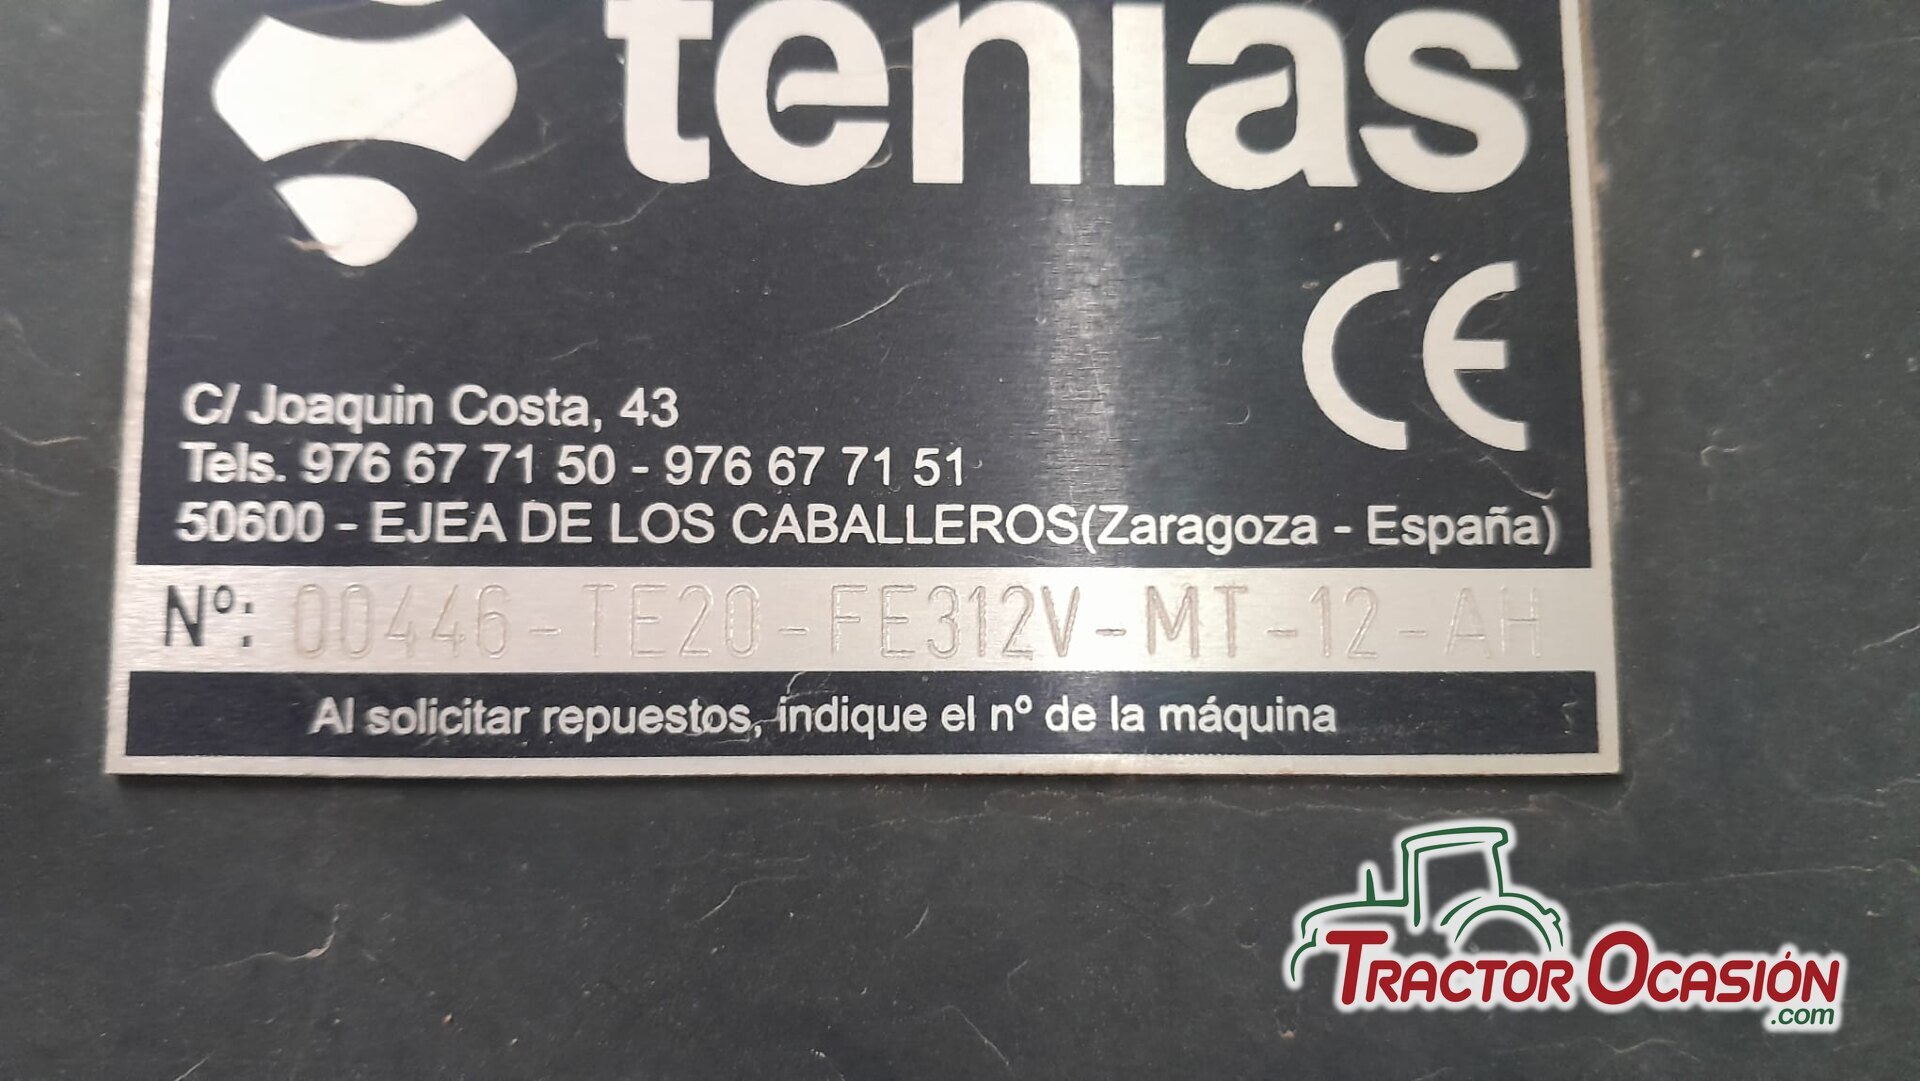 tenias
CE
C/ Joaquin Costa, 43
Tels. 976 67 71 50 - 976 67 71 51
50600 - EJEA DE LOS CABALLEROS(Zaragoza - España)
Nº: 00446-TE20-FE312V-MT-12-AH
Al solicitar repuestos, indique el nº de la máquina
TRACTOR OCASIÓN
.com